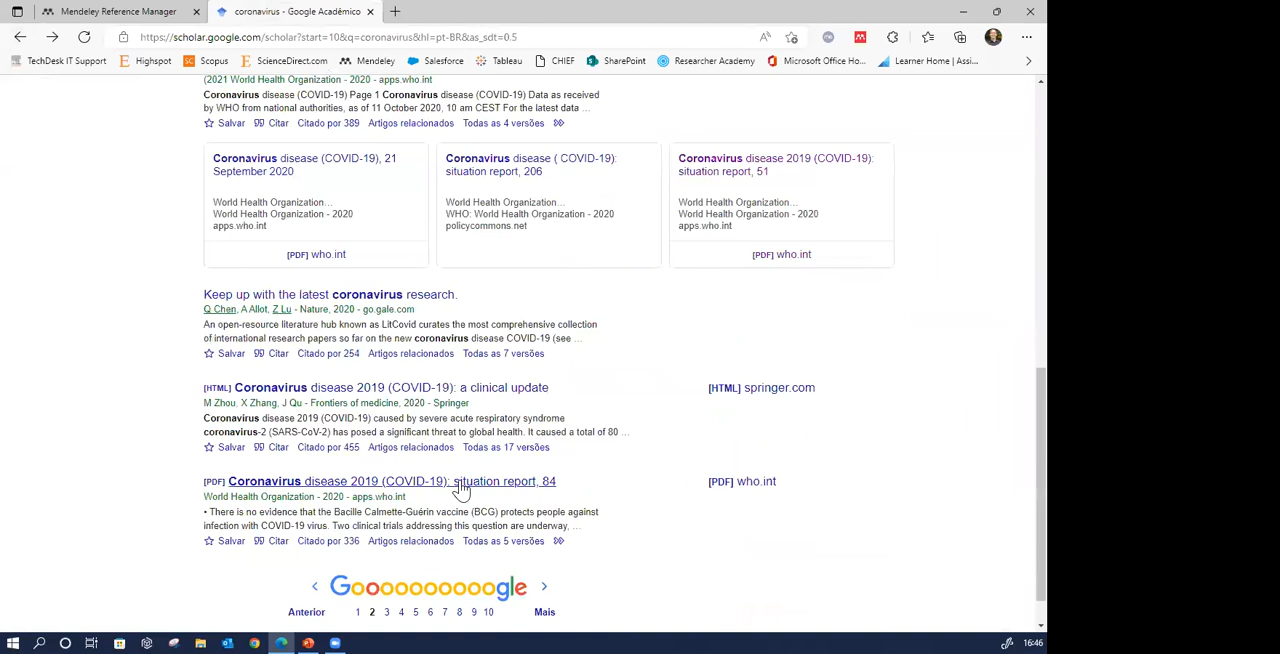 Mendeley Reference Manager
coronavirus - Google Acadêmico
https://scholar.google.com/scholar?start=10&q=coronavirus&hl=pt-BR&as_sdt=0.5
TechDesk IT Support Highspot Scopus ScienceDirect.com Mendeley Salesforce Tableau CHIEF SharePoint Researcher Academy Microsoft Office Ho... Learner Home | Assi...
(2021 World Health Organization - apps.who.int
Coronavirus disease (COVID-19) Page 1 Coronavirus disease (COVID-19) Data as received
by WHO from national authorities, as of 11 October 2020, 10 am CEST For the latest data ...
Salvar Citar Citado por 389 Artigos relacionados Todas as 4 versões
Coronavirus disease (COVID-19), 21
September 2020
World Health Organization...
World Health Organization - 2020
apps.who.int
[PDF] who.int
Coronavirus disease ( COVID-19):
situation report, 206
World Health Organization...
WHO: World Health Organization - 2020
policycommons.net
Coronavirus disease 2019 (COVID-19):
situation report, 51
World Health Organization...
World Health Organization - 2020
apps.who.int
[PDF] who.int
Keep up with the latest coronavirus research.
Q Chen, A Allot, Z Lu - Nature, 2020 - go.gale.com
An open-resource literature hub known as LitCovid curates the most comprehensive collection
of international research papers so far on the new coronavirus disease COVID-19 (see ...
Salvar Citar Citado por 254 Artigos relacionados Todas as 7 versões
[HTML] Coronavirus disease 2019 (COVID-19): a clinical update
[HTML] springer.com
M Zhou, X Zhang, J Qu - Frontiers of medicine, 2020 - Springer
Coronavirus disease 2019 (COVID-19) caused by severe acute respiratory syndrome
coronavirus-2 (SARS-CoV-2) has posed a significant threat to global health. It caused a total of 80 ...
Salvar Citar Citado por 455 Artigos relacionados Todas as 17 versões
[PDF] Coronavirus disease 2019 (COVID-19): situation report, 84
[PDF] who.int
World Health Organization - 2020 - apps.who.int
• There is no evidence that the Bacille Calmette-Guérin vaccine (BCG) protects people against
infection with COVID-19 virus. Two clinical trials addressing this question are underway, ...
Salvar Citar Citado por 336 Artigos relacionados Todas as 5 versões
Goooooooooogle
Anterior 1 2 3 4 5 6 7 8 9 10 Mais
16:46